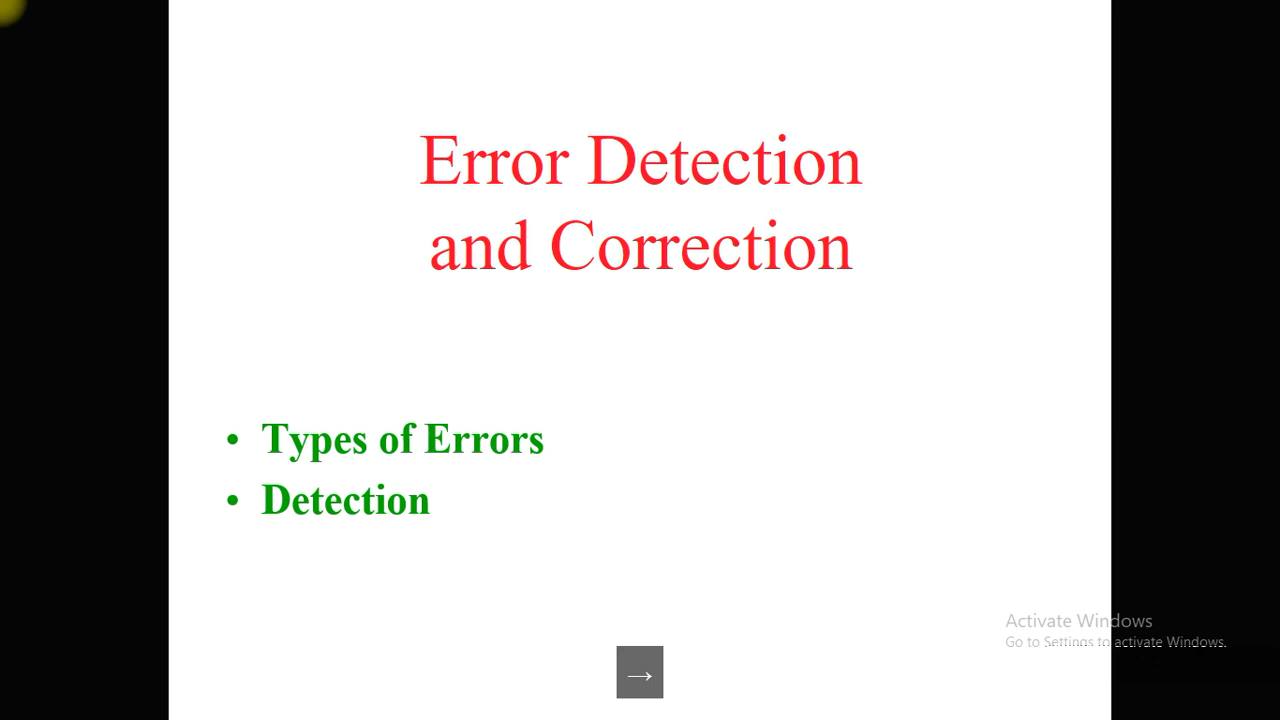 Error Detection
and Correction
• Types of Errors
• Detection
Activate Windows
Go to Settings to activate Windows.
→